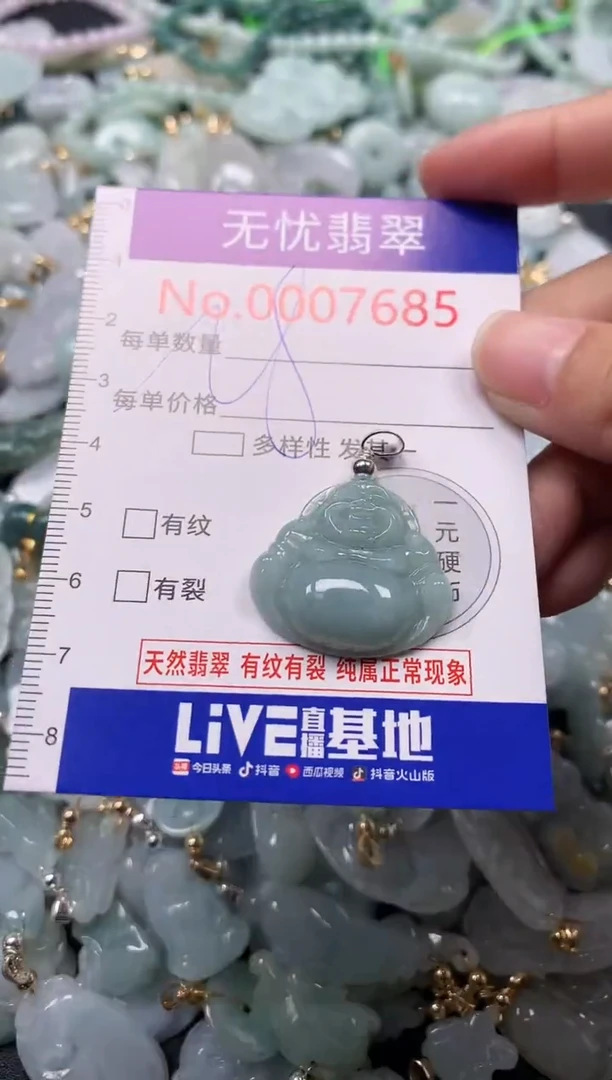 无忧翡翠
No.0007685
每单数量
每单价格
多样性 发
一元硬
有纹
有裂
天然翡翠 有纹有裂 纯属正常现象
LiVE直播基地
今日头条 抖音 西瓜视频 抖音火山版
1
2
3
4
5
6
7
8